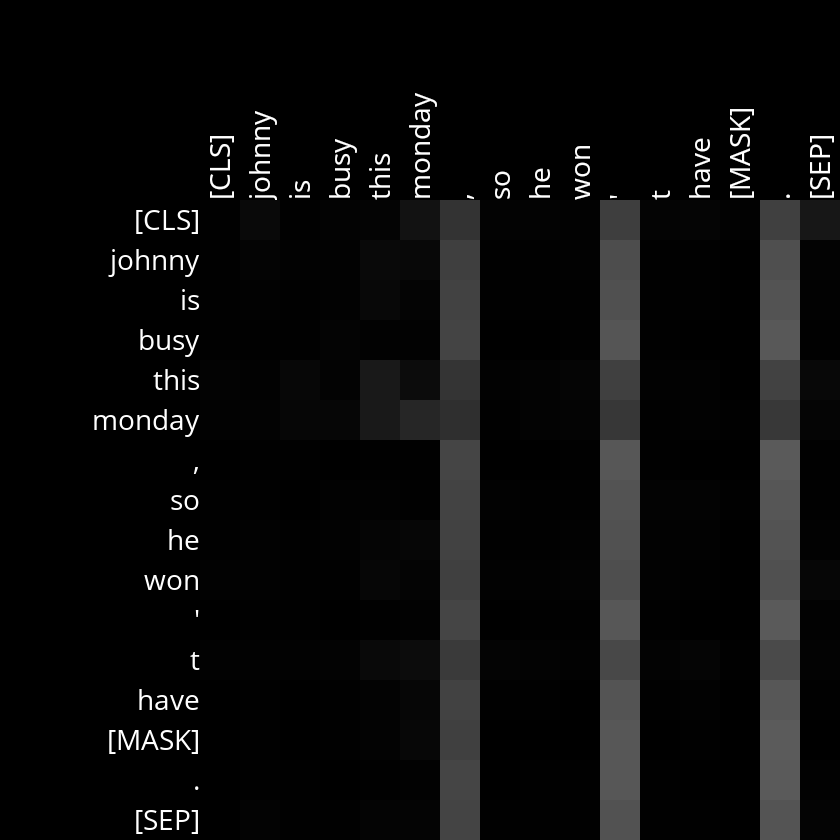 [CLS] johnny is busy this monday , so he won ' t have [MASK] . [SEP]
[CLS]
johnny
is
busy
this
monday
,
so
he
won
'
t
have
[MASK]
.
[SEP]